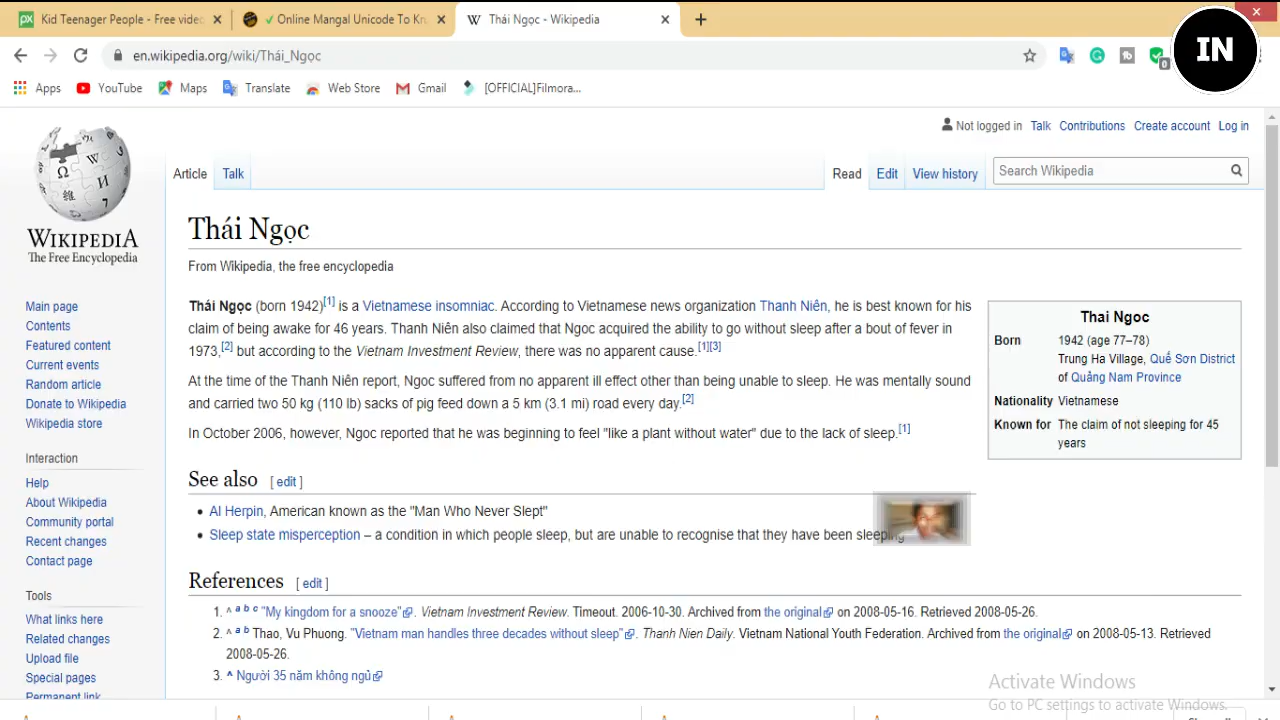 Kid Teenager People - Free video
✓ Online Mangal Unicode To Kru
Thái Ngọc - Wikipedia
en.wikipedia.org/wiki/Thái_Ngọc
IN
Apps YouTube Maps Translate Web Store Gmail [OFFICIAL]Filmora...
Not logged in Talk Contributions Create account Log in
Article Talk Read Edit View history Search Wikipedia
WIKIPEDIA
The Free Encyclopedia
Thái Ngọc
From Wikipedia, the free encyclopedia
Thái Ngọc (born 1942)[1] is a Vietnamese insomniac. According to Vietnamese news organization Thanh Niên, he is best known for his
claim of being awake for 46 years. Thanh Niên also claimed that Ngoc acquired the ability to go without sleep after a bout of fever in
1973,[2] but according to the Vietnam Investment Review, there was no apparent cause.[1][3]
At the time of the Thanh Niên report, Ngoc suffered from no apparent ill effect other than being unable to sleep. He was mentally sound
and carried two 50 kg (110 lb) sacks of pig feed down a 5 km (3.1 mi) road every day.[2]
In October 2006, however, Ngoc reported that he was beginning to feel "like a plant without water" due to the lack of sleep.[1]
Thai Ngoc
Born 1942 (age 77–78)
Trung Ha Village, Quế Sơn District
of Quảng Nam Province
Nationality Vietnamese
Known for The claim of not sleeping for 45
years
See also [ edit ]
• Al Herpin, American known as the "Man Who Never Slept"
• Sleep state misperception – a condition in which people sleep, but are unable to recognise that they have been sleeping
References [ edit ]
1. ^ a b c "My kingdom for a snooze". Vietnam Investment Review. Timeout. 2006-10-30. Archived from the original on 2008-05-16. Retrieved 2008-05-26.
2. ^ a b Thao, Vu Phuong. "Vietnam man handles three decades without sleep". Thanh Nien Daily. Vietnam National Youth Federation. Archived from the original on 2008-05-13. Retrieved
2008-05-26.
3. ^ Người 35 năm không ngủ
Main page
Contents
Featured content
Current events
Random article
Donate to Wikipedia
Wikipedia store
Interaction
Help
About Wikipedia
Community portal
Recent changes
Contact page
Tools
What links here
Related changes
Upload file
Special pages
Permanent link
Activate Windows
Go to PC settings to activate Windows.